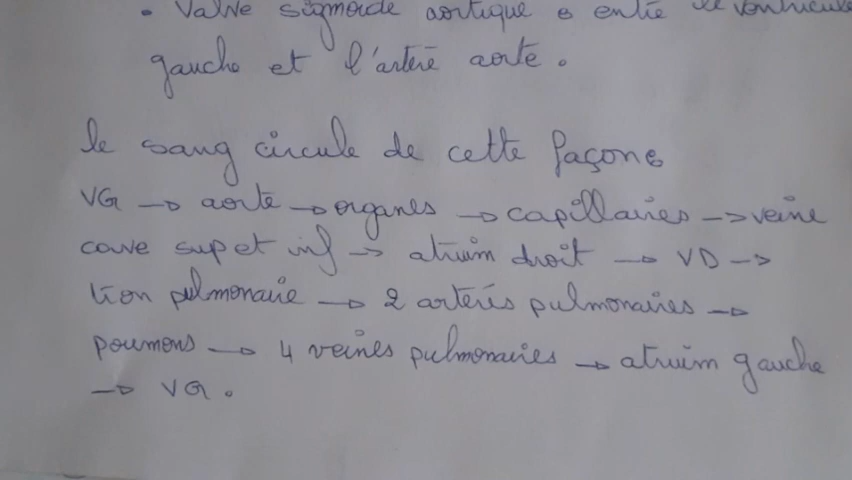 • Valve sigmoide aortique : entre le ventricule
gauche et l'artère aorte.
le sang circule de cette façon :
VG → aorte → organes → capillaires → veine
cave sup et inf → atrium droit → VD →
tron pulmonaire → 2 artères pulmonaires →
poumons → 4 veines pulmonaires → atrium gauche
→ VG.